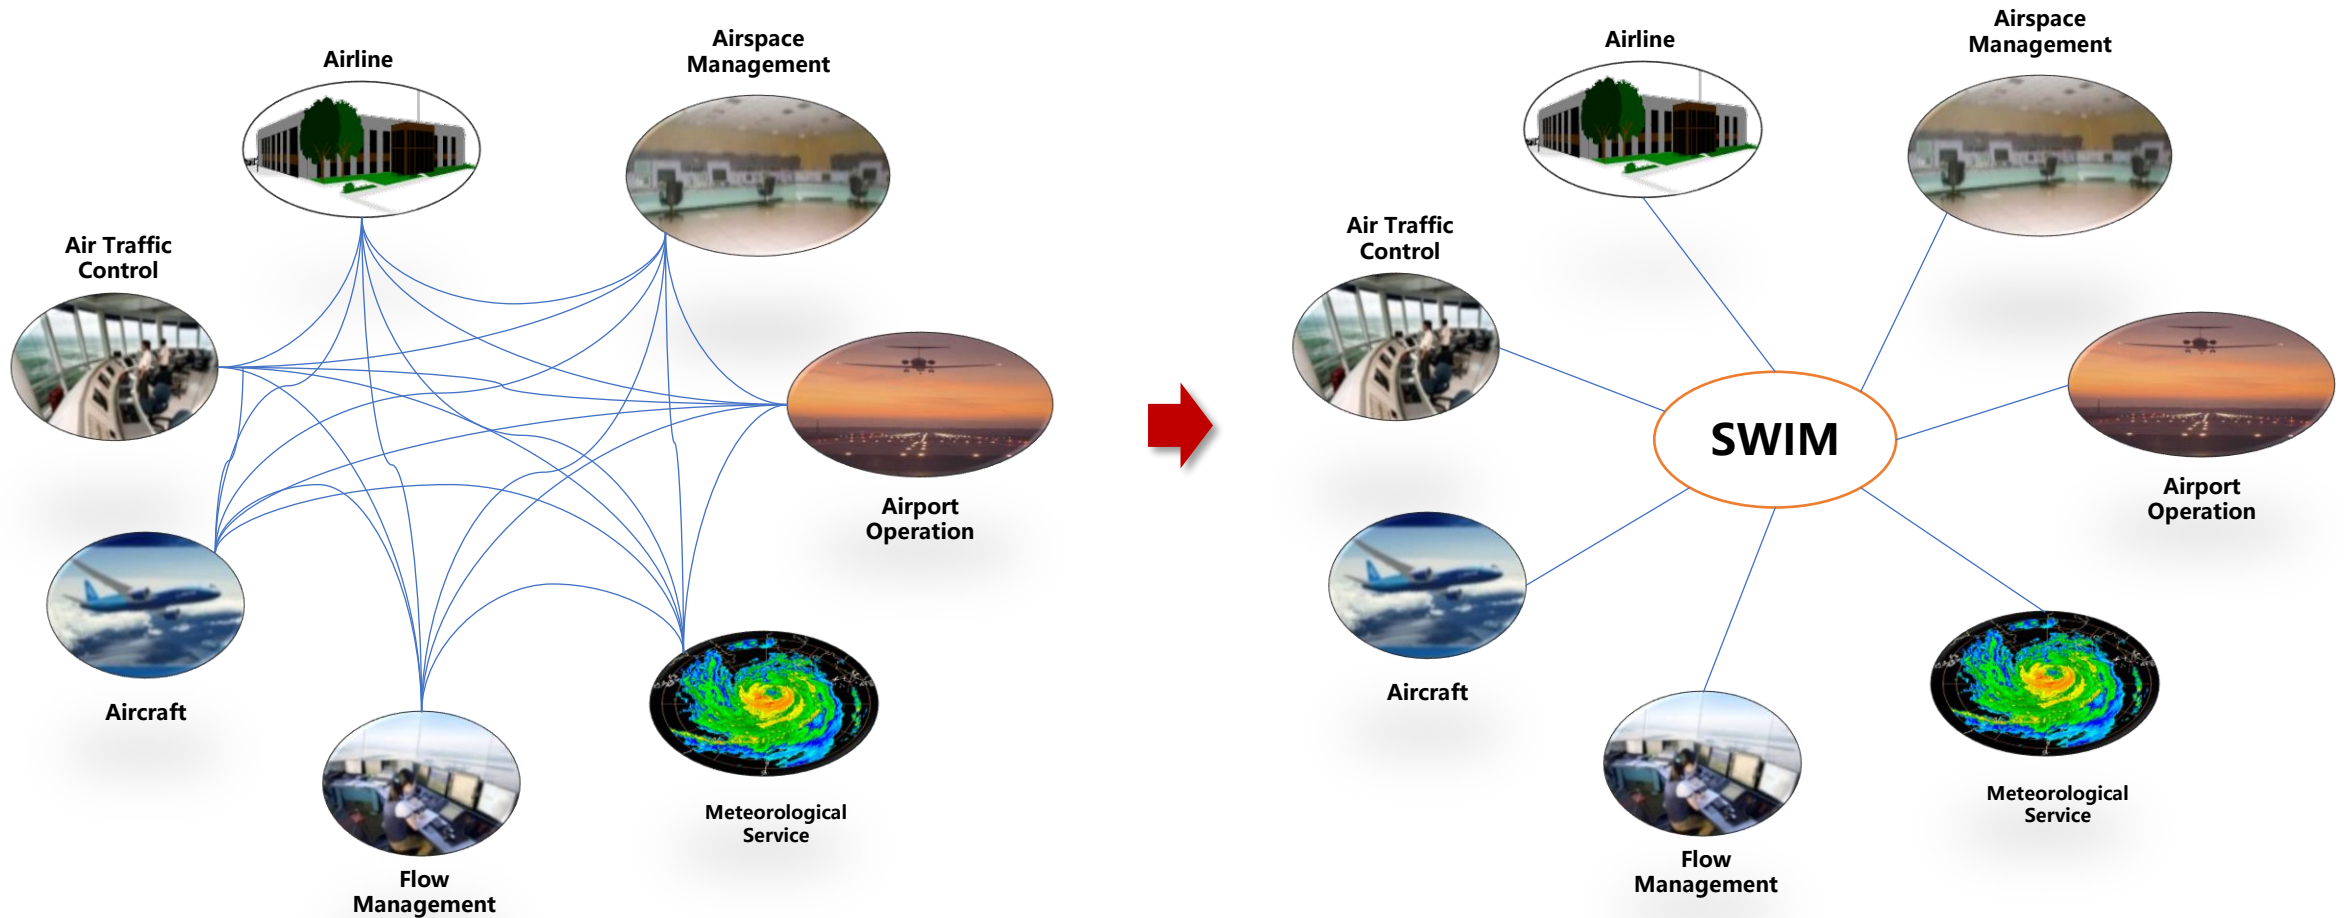 Airline
Airspace
Management
Air Traffic
Control
Airport
Operation
Aircraft
Meteorological
Service
Flow
Management
Airline
Airspace
Management
Air Traffic
Control
SWIM
Airport
Operation
Aircraft
Meteorological
Service
Flow
Management